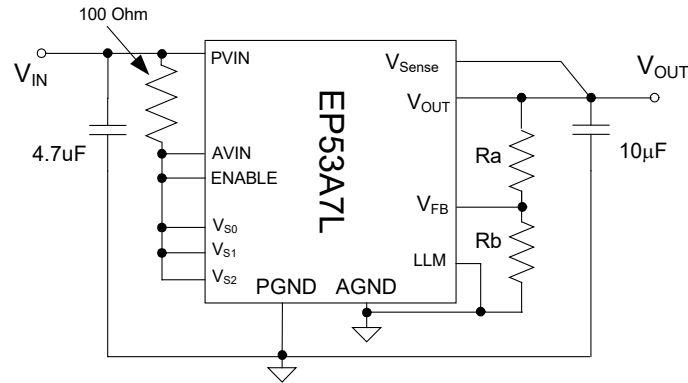 100 Ohm
VIN
PVIN
VSense
VOUT
VOUT
EP53A7L
4.7uF
AVIN
ENABLE
Ra
10μF
VFB
VS0
VS1
VS2
Rb
LLM
PGND
AGND